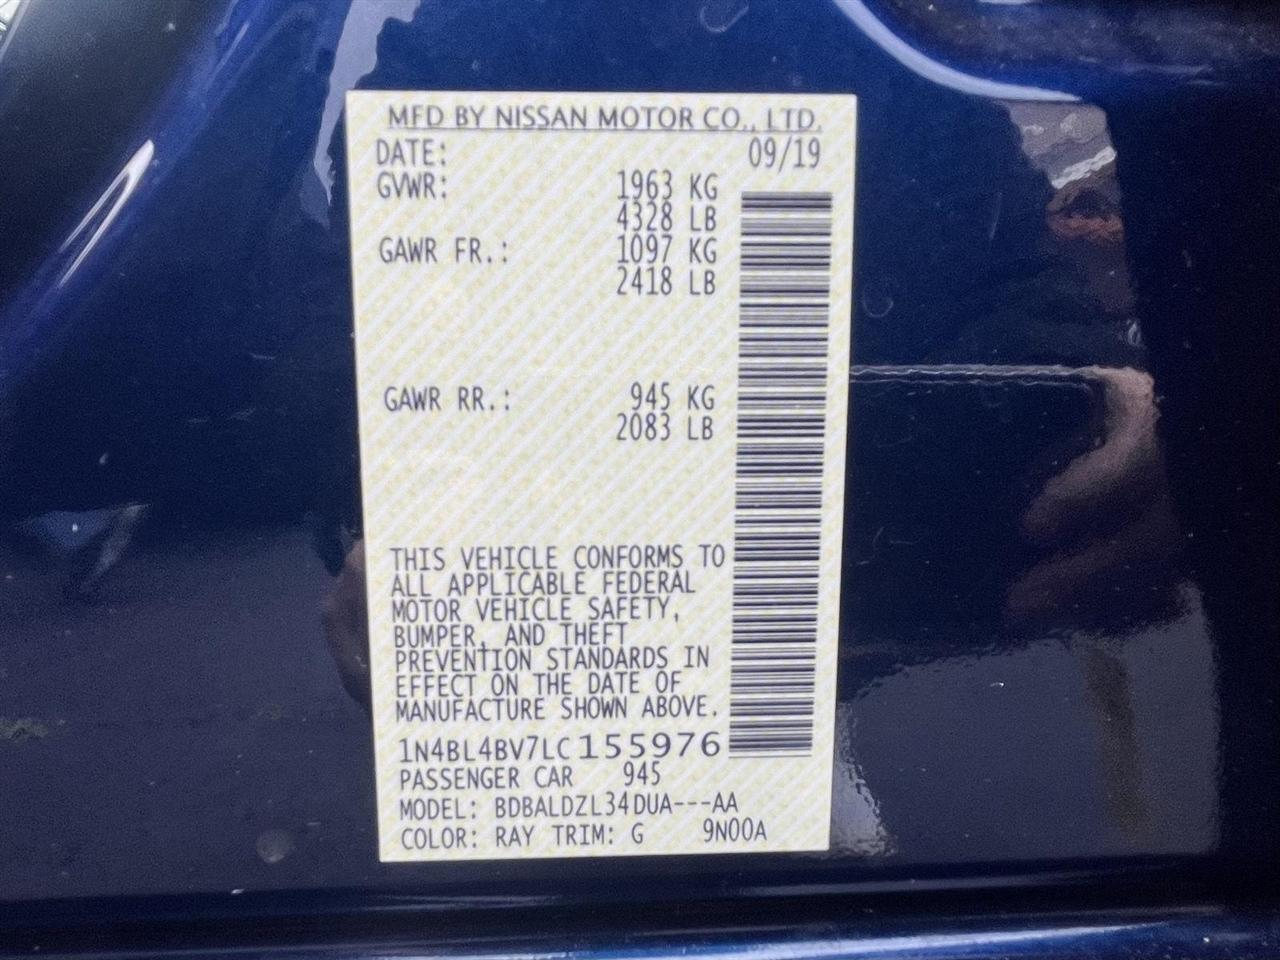 MFD BY NISSAN MOTOR CO., LTD.
DATE: 09/19
GVWR: 1963 KG
4328 LB
GAWR FR.: 1097 KG
2418 LB
GAWR RR.: 945 KG
2083 LB
THIS VEHICLE CONFORMS TO
ALL APPLICABLE FEDERAL
MOTOR VEHICLE SAFETY,
BUMPER, AND THEFT
PREVENTION STANDARDS IN
EFFECT ON THE DATE OF
MANUFACTURE SHOWN ABOVE.
1N4BL4BV7LC155976
PASSENGER CAR 945
MODEL: BDBALDZL34DUA---AA
COLOR: RAY TRIM: G 9N00A